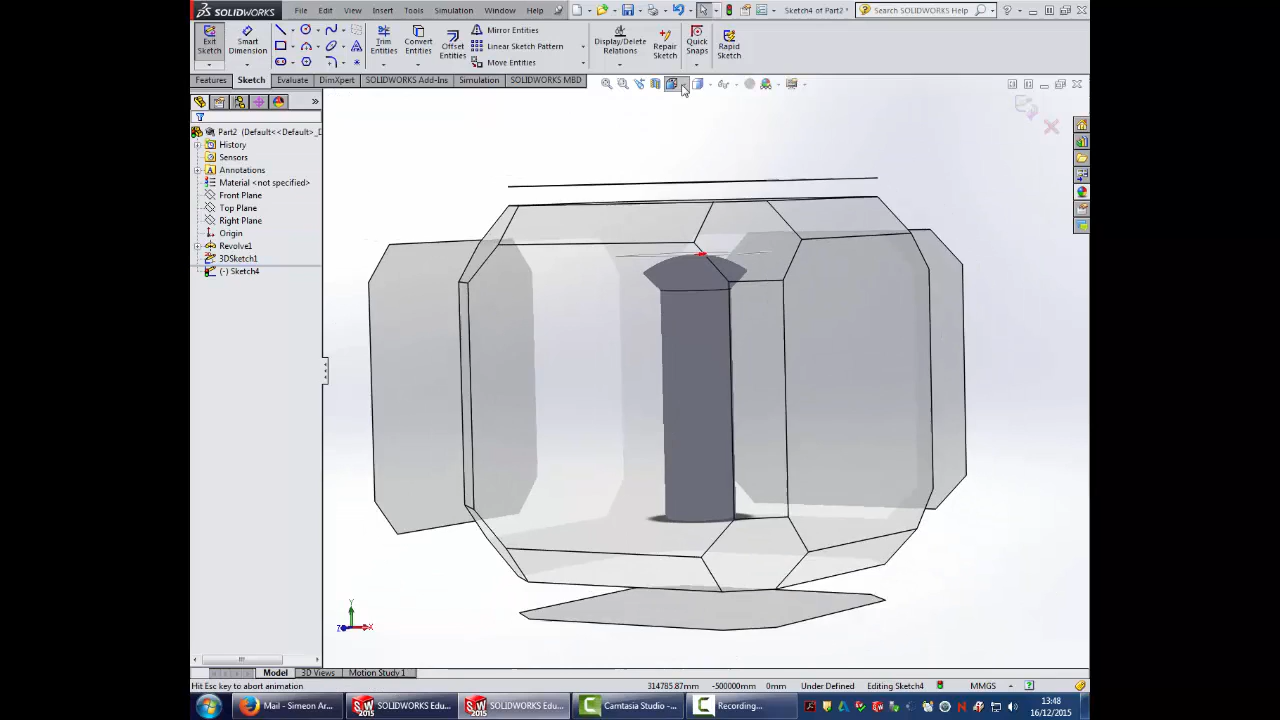 SOLIDWORKS File Edit View Insert Tools Simulation Window Help Sketch4 of Part2 * Search SOLIDWORKS Help
Exit Sketch
Smart Dimension
Trim Entities
Convert Entities
Offset Entities
Mirror Entities
Linear Sketch Pattern
Move Entities
Display/Delete Relations
Repair Sketch
Quick Snaps
Rapid Sketch
Features Sketch Evaluate DimXpert SOLIDWORKS Add-Ins Simulation SOLIDWORKS MBD
Part2 (Default<<Default>_D
History
Sensors
Annotations
Material <not specified>
Front Plane
Top Plane
Right Plane
Origin
Revolve1
3DSketch1
(-) Sketch4
Y
Z X
Model 3D Views Motion Study 1
Hit Esc key to abort animation 314785.87mm -500000mm 0mm Under Defined Editing Sketch4 MMGS
Mail - Simeon Ar... SOLIDWORKS Edu... SOLIDWORKS Edu... Camtasia Studio -... Recording... 13:48
16/12/2015